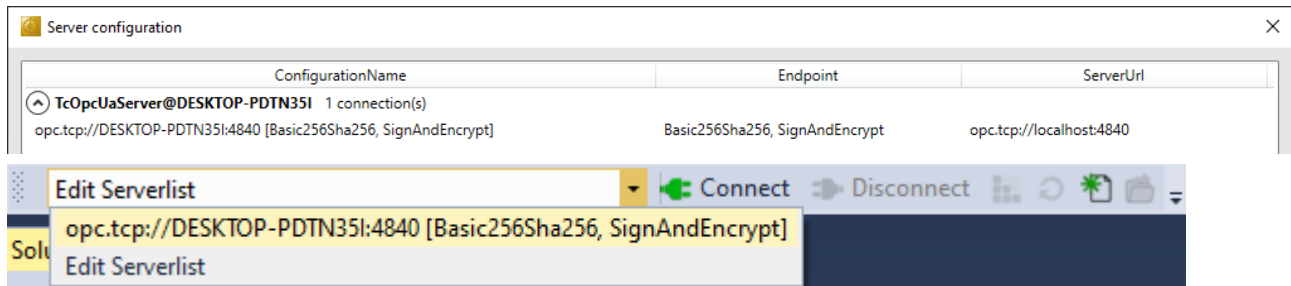 Server configuration
ConfigurationName Endpoint ServerUrl
TcOpcUaServer@DESKTOP-PDTN35I 1 connection(s)
opc.tcp://DESKTOP-PDTN35I:4840 [Basic256Sha256, SignAndEncrypt] Basic256Sha256, SignAndEncrypt opc.tcp://localhost:4840
Edit Serverlist Connect Disconnect
opc.tcp://DESKTOP-PDTN35I:4840 [Basic256Sha256, SignAndEncrypt]
Solu
Edit Serverlist